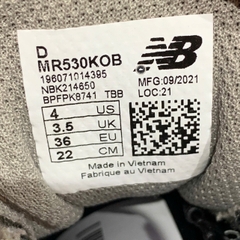 D
MR530KOB
196071014395
NBK214650
BPFPK8741 TBB
NB
MFG:09/2021
LOC:21
4 US
3.5 UK
36 EU
22 CM
Made in Vietnam
Fabriqué au Vietnam